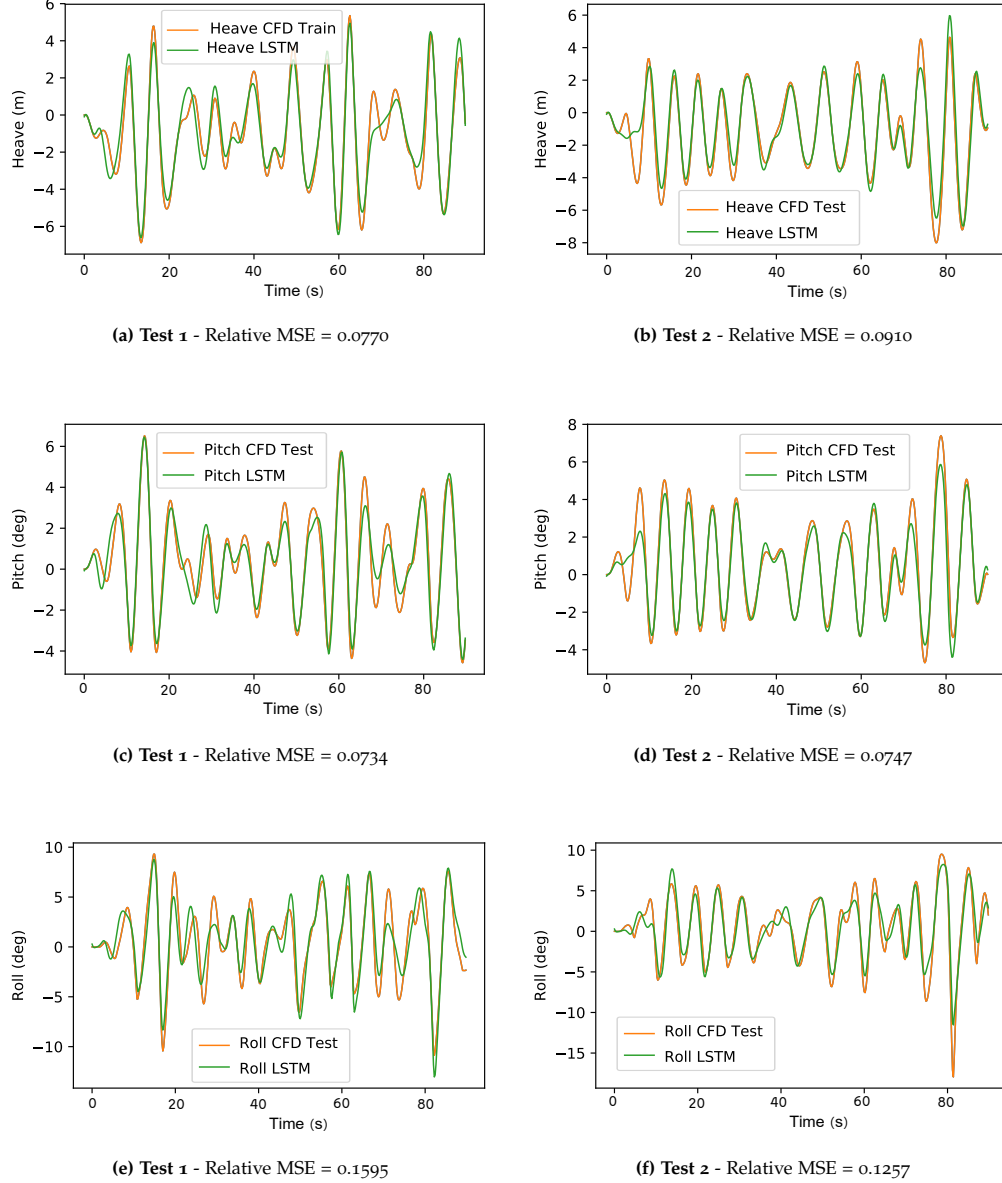 6
4
2
0
−2
−4
−6
Heave (m)
Heave CFD Train
Heave LSTM
0
20
40
60
80
Time (s)
(a) Test 1 - Relative MSE = 0.0770
6
4
2
0
−2
−4
−6
−8
Heave (m)
Heave CFD Test
Heave LSTM
0
20
40
60
80
Time (s)
(b) Test 2 - Relative MSE = 0.0910
6
4
2
0
−2
−4
Pitch (deg)
Pitch CFD Test
Pitch LSTM
0
20
40
60
80
Time (s)
(c) Test 1 - Relative MSE = 0.0734
8
6
4
2
0
−2
−4
Pitch (deg)
Pitch CFD Test
Pitch LSTM
0
20
40
60
80
Time (s)
(d) Test 2 - Relative MSE = 0.0747
10
5
0
−5
−10
Roll (deg)
Roll CFD Test
Roll LSTM
0
20
40
60
80
Time (s)
(e) Test 1 - Relative MSE = 0.1595
10
5
0
−5
−10
−15
Roll (deg)
Roll CFD Test
Roll LSTM
0
20
40
60
80
Time (s)
(f) Test 2 - Relative MSE = 0.1257